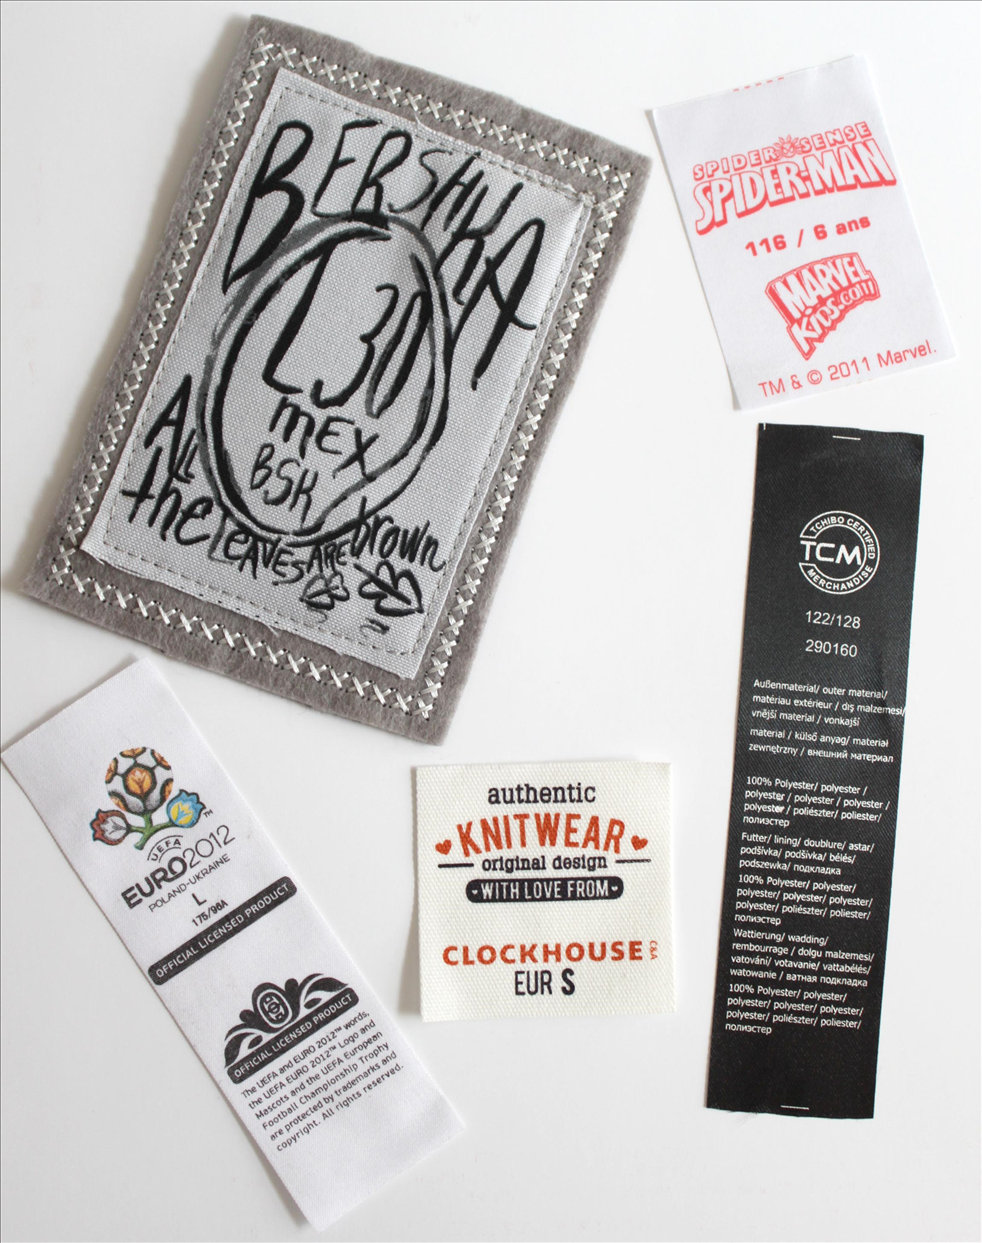 BERSHKA
L 30
MEX
BSK
ALL
the LEAVES ARE brown
SPIDER SENSE
SPIDER-MAN
116 / 6 ans
MARVEL
Kids.com
TM & © 2011 Marvel.
TCHIBO CERTIFIED
TCM
MERCHANDISE
122/128
290160
Außenmaterial/ outer material/
matériau extérieur / dış malzemesi/
vnější material / vonkajší
material / külső anyag/ materiał
zewnętrzny / внешний материал
100% Polyester/ polyester /
polyester / polyester / polyester /
polyester/ poliészter/ poliester/
полиэстер
Futter/ lining/ doublure/ astar/
podšívka/ podšívka/ bélés/
podszewka/ подкладка
100% Polyester/ polyester/
polyester/ polyester/ polyester/
polyester/ poliészter/ poliester/
полиэстер
Wattierung/ wadding/
rembourrage / dolgu malzemesi/
vatování/ votavanie/ vattabélés/
watowanie / ватная подкладка
100% Polyester/ polyester/
polyester/ polyester/ polyester/
polyester/ poliészter/ poliester/
полиэстер
UEFA
EURO2012™
POLAND-UKRAINE
L
175/96A
OFFICIAL LICENSED PRODUCT
OFFICIAL LICENSED PRODUCT
The UEFA and EURO 2012™ words,
the UEFA EURO 2012™ Logo and
Mascots and the UEFA European
Football Championship Trophy
are protected by trademarks and
copyright. All rights reserved.
authentic
KNITWEAR
original design
WITH LOVE FROM
CLOCKHOUSE C&A
EUR S